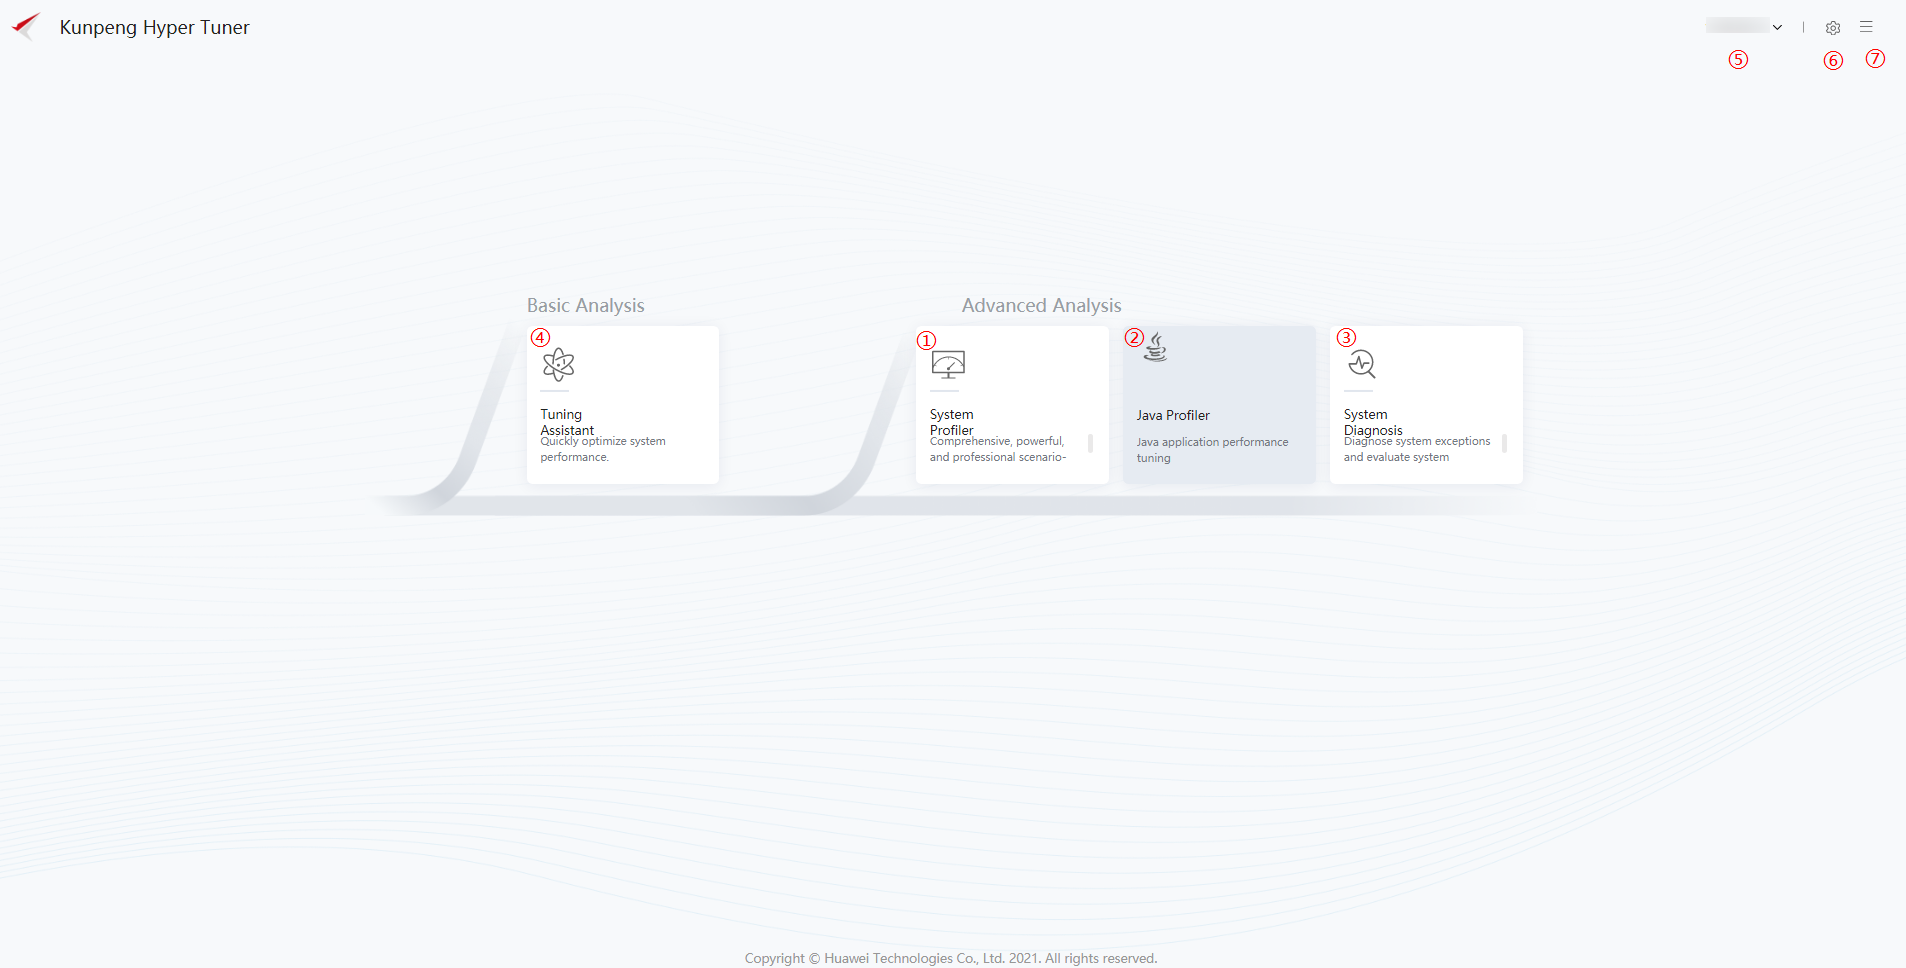 Kunpeng Hyper Tuner
⑤
⑥
⑦
Basic Analysis
Advanced Analysis
④
Tuning
Assistant
Quickly optimize system
performance.
①
System
Profiler
Comprehensive, powerful,
and professional scenario-
②
Java Profiler
Java application performance
tuning
③
System
Diagnosis
Diagnose system exceptions
and evaluate system
Copyright © Huawei Technologies Co., Ltd. 2021. All rights reserved.